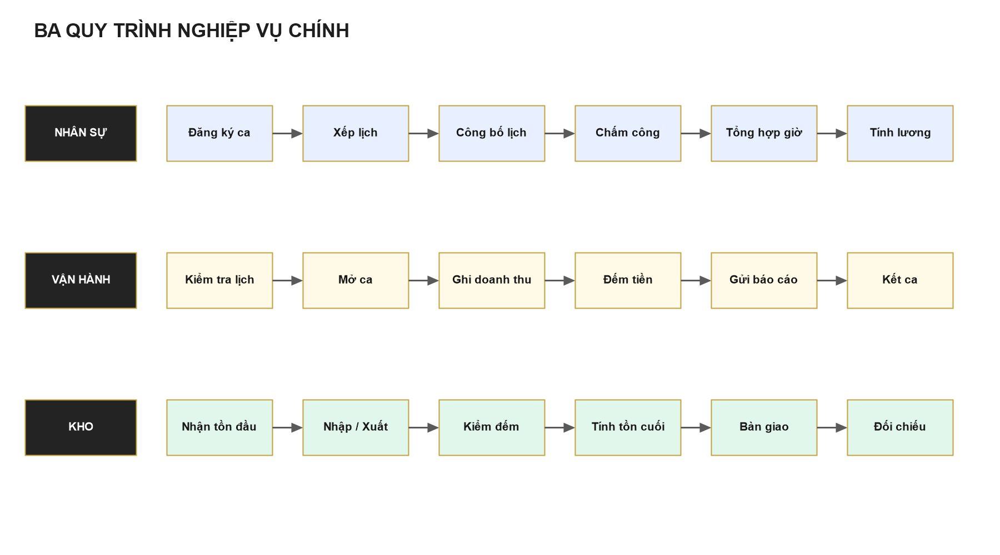 BA QUY TRÌNH NGHIỆP VỤ CHÍNH
NHÂN SỰ
Đăng ký ca
Xếp lịch
Công bố lịch
Chấm công
Tổng hợp giờ
Tính lương
VẬN HÀNH
Kiểm tra lịch
Mở ca
Ghi doanh thu
Đếm tiền
Gửi báo cáo
Kết ca
KHO
Nhận tồn đầu
Nhập / Xuất
Kiểm đếm
Tính tồn cuối
Bàn giao
Đối chiếu